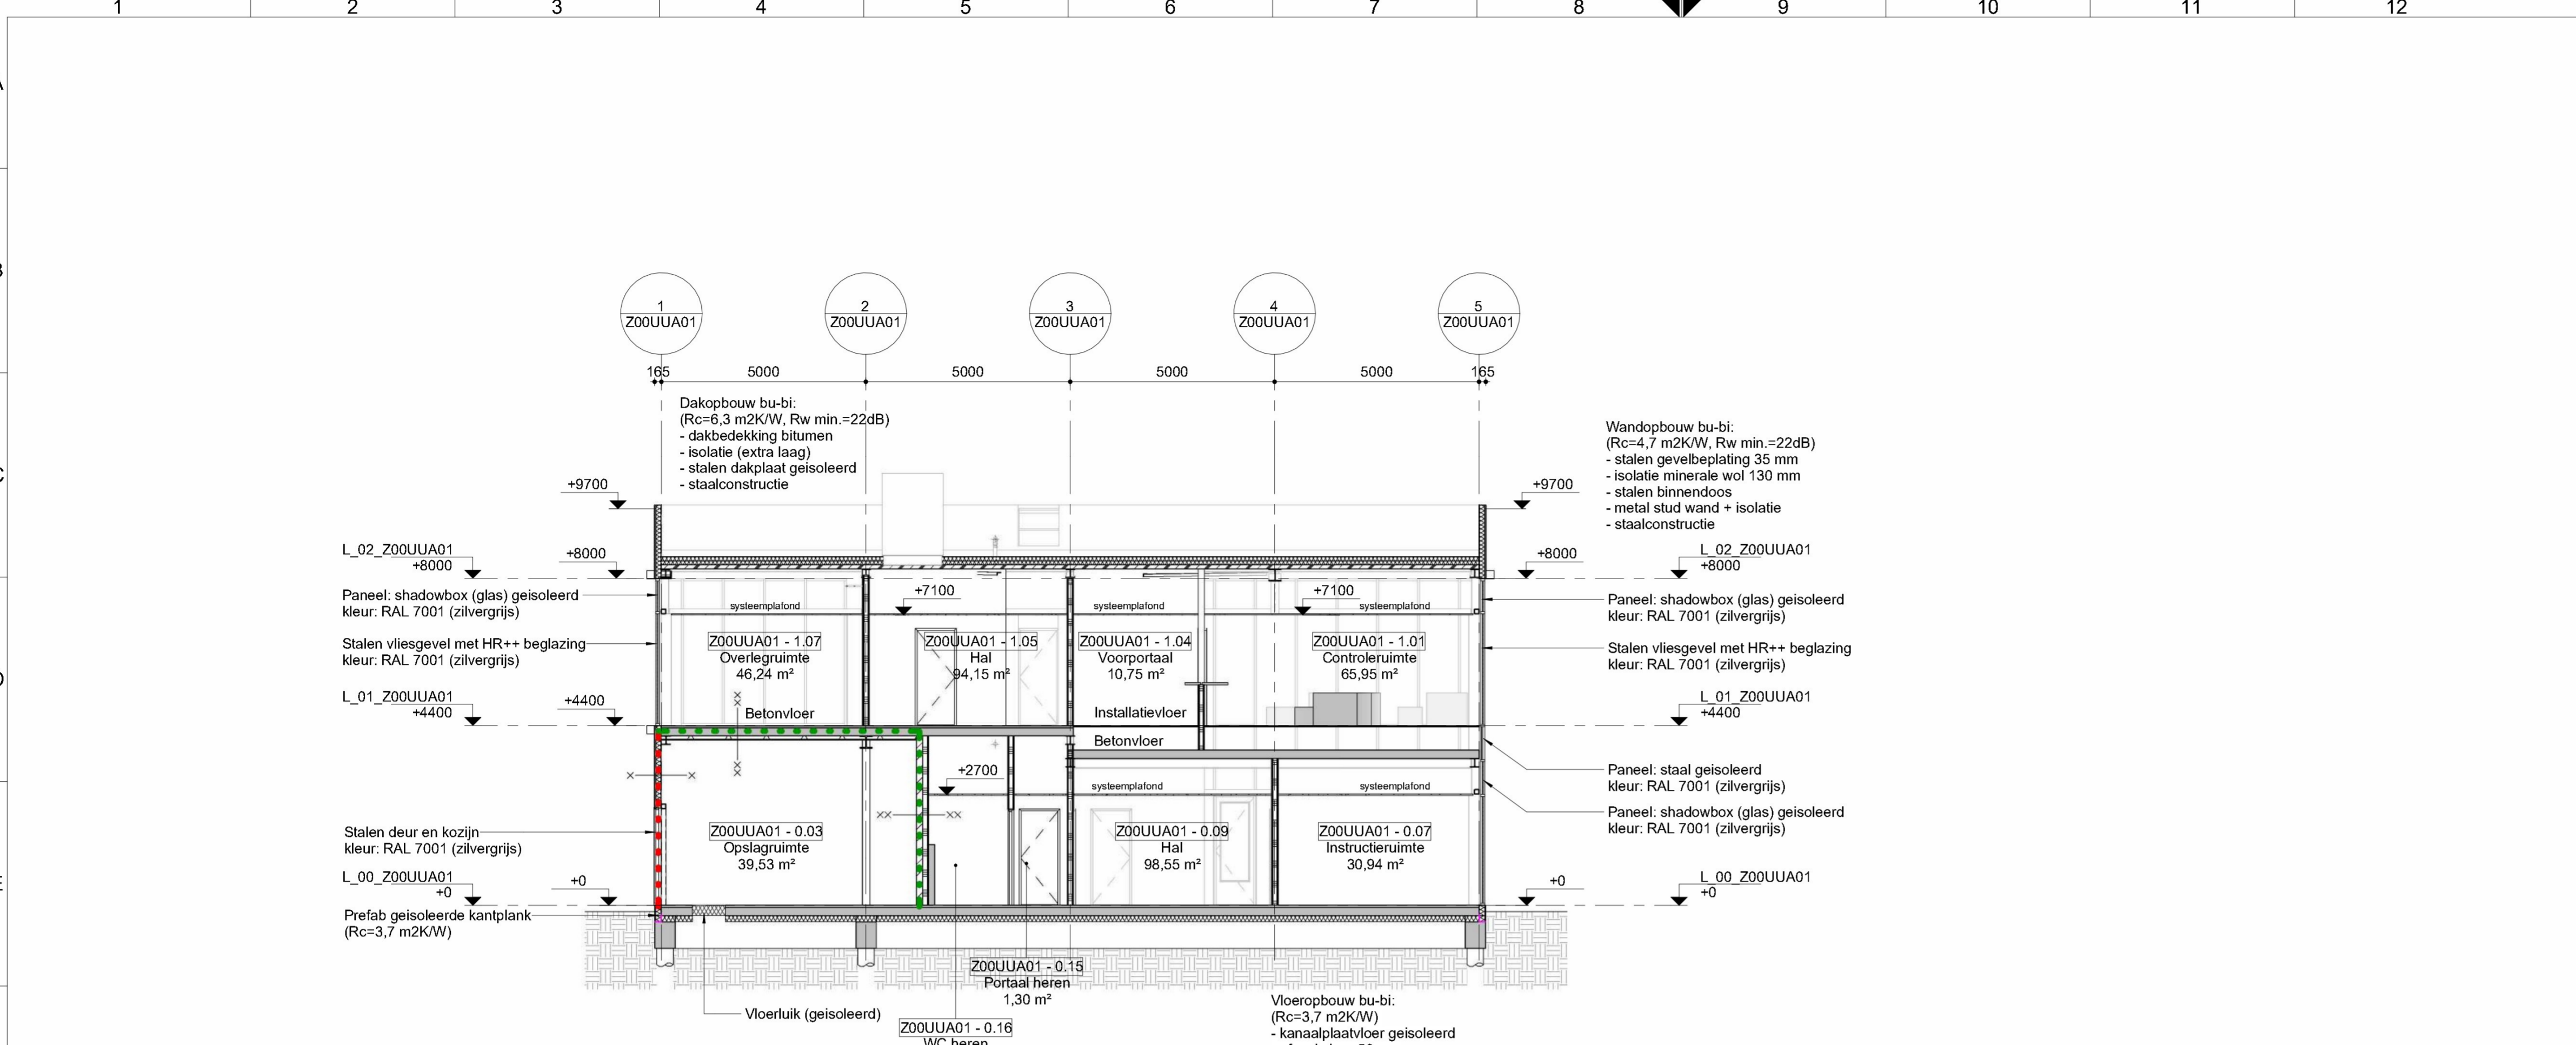 1 2 3 4 5 6 7 8 9 10 11 12
1
Z00UUA01
2
Z00UUA01
3
Z00UUA01
4
Z00UUA01
5
Z00UUA01
165 5000 5000 5000 5000 165
Dakopbouw bu-bi:
(Rc=6,3 m2K/W, Rw min.=22dB)
- dakbedekking bitumen
- isolatie (extra laag)
- stalen dakplaat geisoleerd
- staalconstructie
Wandopbouw bu-bi:
(Rc=4,7 m2K/W, Rw min.=22dB)
- stalen gevelbeplating 35 mm
- isolatie minerale wol 130 mm
- stalen binnendoos
- metal stud wand + isolatie
- staalconstructie
+9700
+9700
L_02_Z00UUA01
+8000
+8000
+8000
L_02_Z00UUA01
+8000
Paneel: shadowbox (glas) geisoleerd
kleur: RAL 7001 (zilvergrijs)
Stalen vliesgevel met HR++ beglazing
kleur: RAL 7001 (zilvergrijs)
L_01_Z00UUA01
+4400
+4400
systeemplafond
+7100
systeemplafond
+7100
systeemplafond
Z00UUA01 - 1.07
Overlegruimte
46,24 m²
Betonvloer
Z00UUA01 - 1.05
Hal
94,15 m²
Z00UUA01 - 1.04
Voorportaal
10,75 m²
Installatievloer
Betonvloer
Z00UUA01 - 1.01
Controleruimte
65,95 m²
Paneel: shadowbox (glas) geisoleerd
kleur: RAL 7001 (zilvergrijs)
Stalen vliesgevel met HR++ beglazing
kleur: RAL 7001 (zilvergrijs)
L_01_Z00UUA01
+4400
Paneel: staal geisoleerd
kleur: RAL 7001 (zilvergrijs)
Paneel: shadowbox (glas) geisoleerd
kleur: RAL 7001 (zilvergrijs)
+2700
systeemplafond
systeemplafond
Stalen deur en kozijn
kleur: RAL 7001 (zilvergrijs)
Z00UUA01 - 0.03
Opslagruimte
39,53 m²
Z00UUA01 - 0.09
Hal
98,55 m²
Z00UUA01 - 0.07
Instructieruimte
30,94 m²
L_00_Z00UUA01
+0
+0
+0
L_00_Z00UUA01
+0
Prefab geisoleerde kantplank
(Rc=3,7 m2K/W)
Z00UUA01 - 0.15
Portaal heren
1,30 m²
Vloerluik (geisoleerd)
Z00UUA01 - 0.16
WC heren
Vloeropbouw bu-bi:
(Rc=3,7 m2K/W)
- kanaalplaatvloer geisoleerd